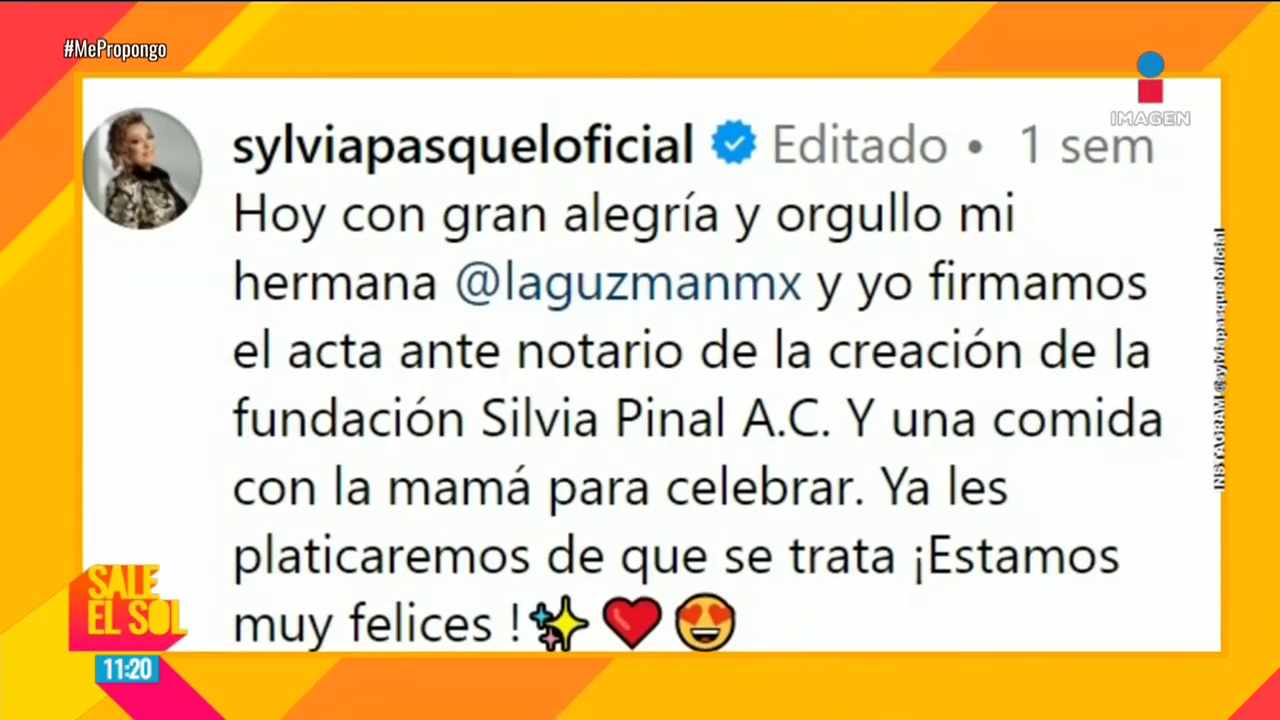 #MePropongo
IMAGEN
sylviapasqueloficial Editado • 1 sem
Hoy con gran alegría y orgullo mi
hermana @laguzmanmx y yo firmamos
el acta ante notario de la creación de la
fundación Silvia Pinal A.C. Y una comida
con la mamá para celebrar. Ya les
platicaremos de que se trata ¡Estamos
muy felices !✨❤️😍
INSTAGRAM @sylviapasqueloficial
SALE
EL SOL
11:20